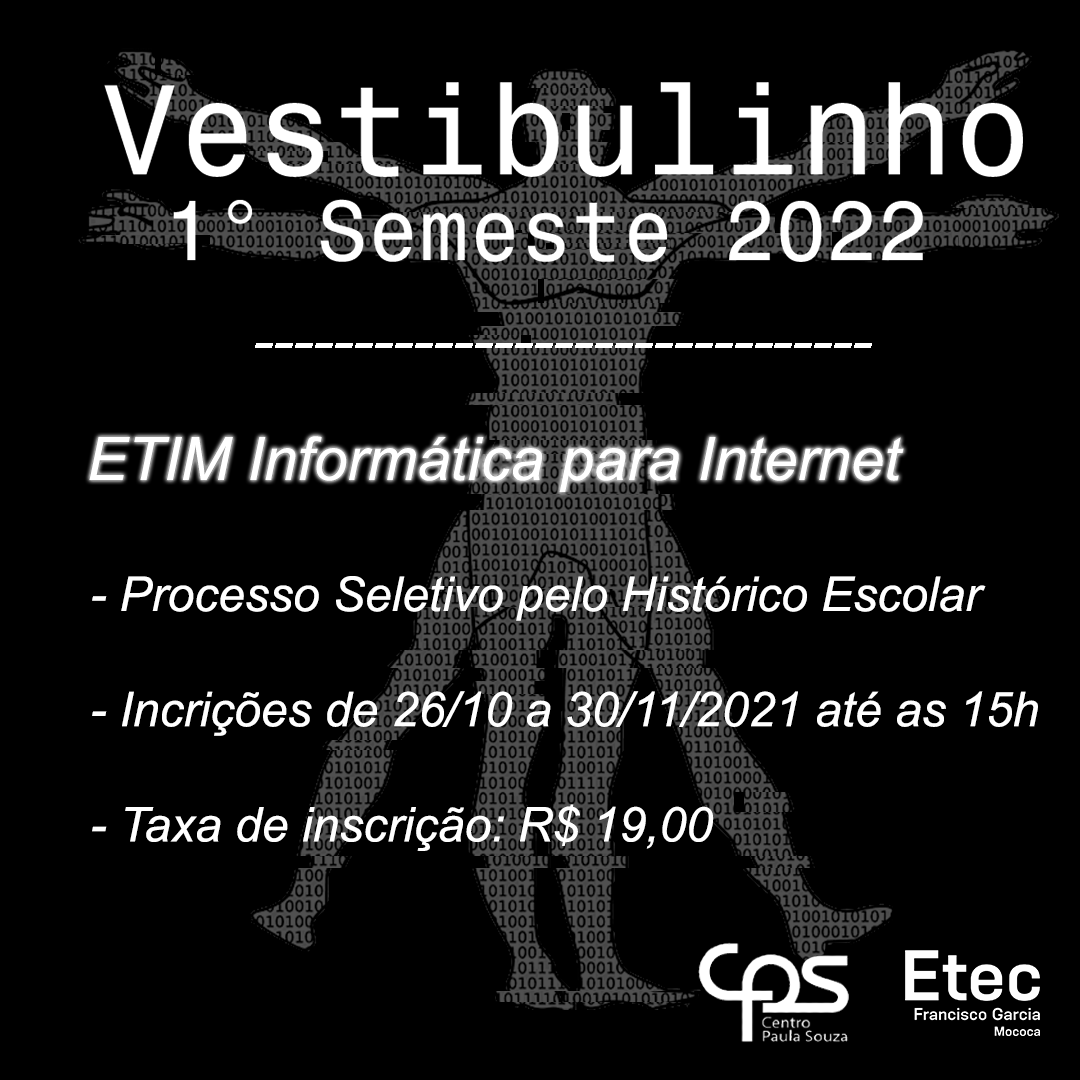 Vestibulinho
1° Semeste 2022
--------------------------------
ETIM Informática para Internet
- Processo Seletivo pelo Histórico Escolar
- Incrições de 26/10 a 30/11/2021 até as 15h
- Taxa de inscrição: R$ 19,00
cps
Centro
Paula Souza
Etec
Francisco Garcia
Mococa